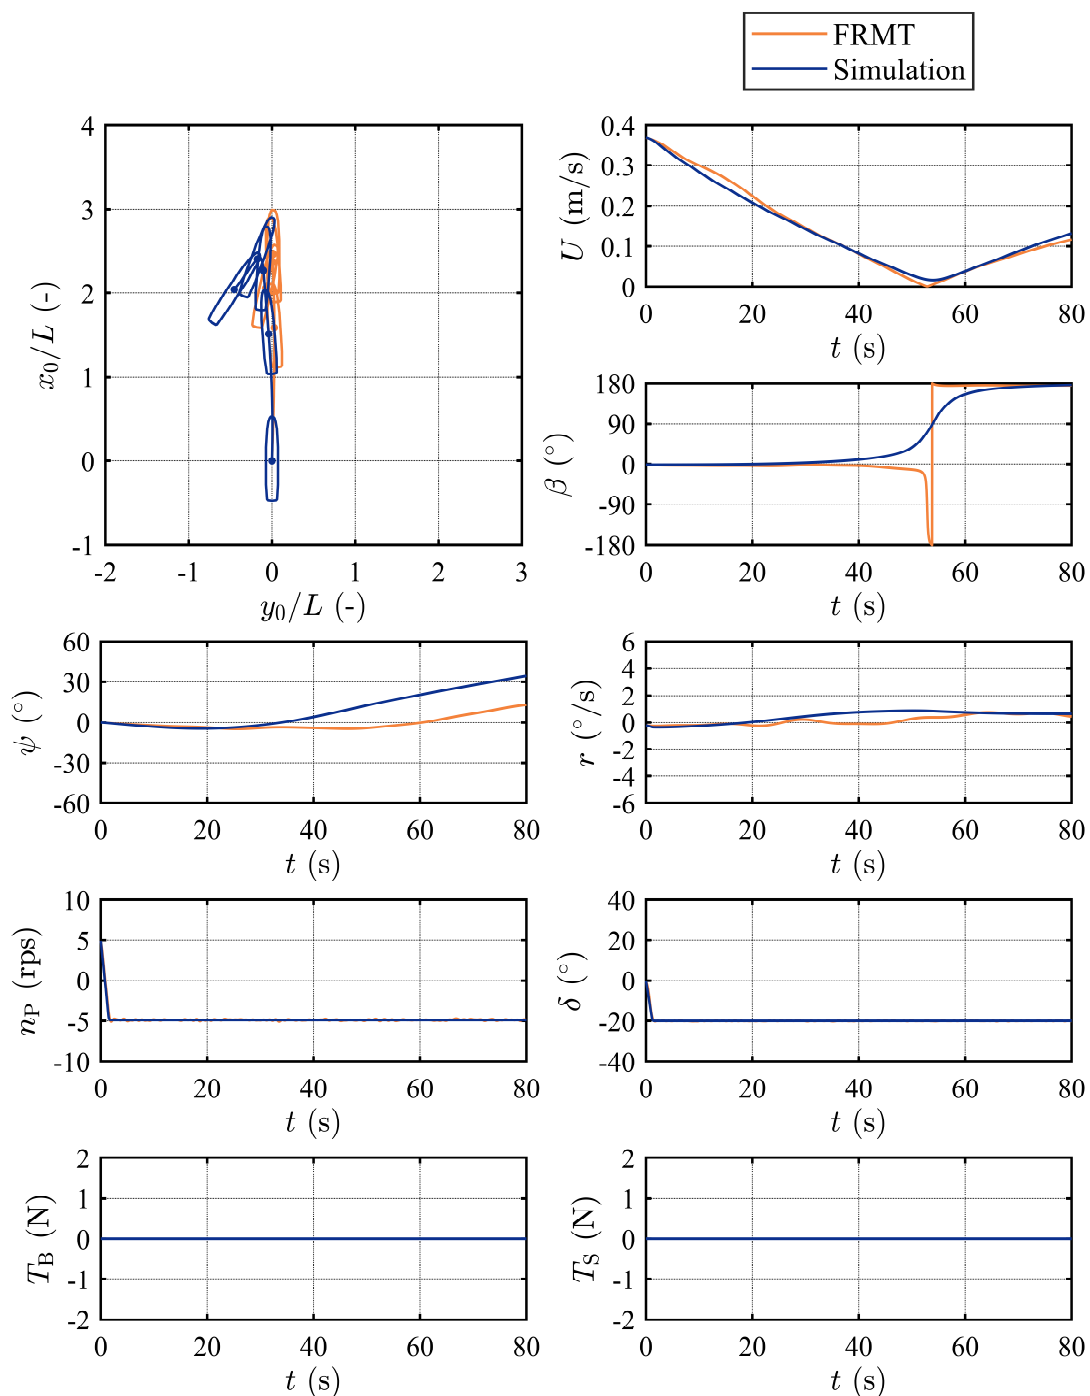 FRMT
Simulation
4
3
2
1
0
-1
-2 -1 0 1 2 3
x₀/L (-)
y₀/L (-)
0.4
0.3
0.2
0.1
0
0 20 40 60 80
U (m/s)
t (s)
180
90
0
-90
-180
0 20 40 60 80
β (°)
t (s)
60
30
0
-30
-60
0 20 40 60 80
ψ (°)
t (s)
6
4
2
0
-2
-4
-6
0 20 40 60 80
r (°/s)
t (s)
10
5
0
-5
-10
0 20 40 60 80
n_P (rps)
t (s)
40
20
0
-20
-40
0 20 40 60 80
δ (°)
t (s)
2
1
0
-1
-2
0 20 40 60 80
T_B (N)
t (s)
2
1
0
-1
-2
0 20 40 60 80
T_S (N)
t (s)